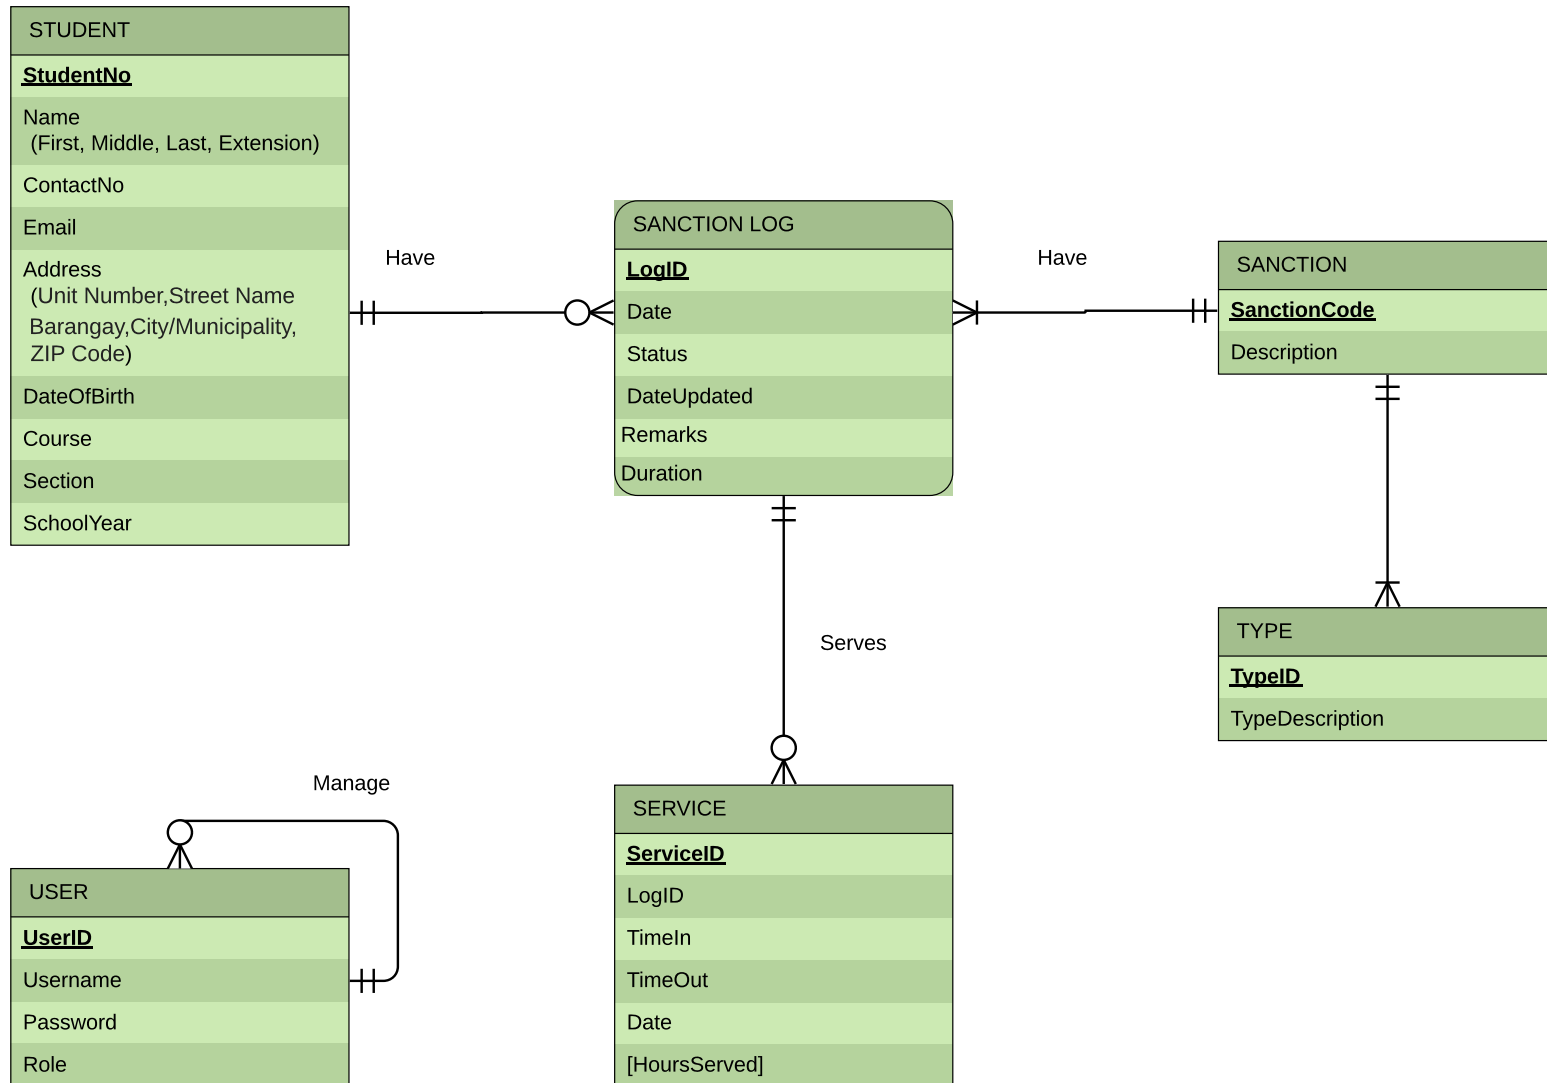 STUDENT
StudentNo
Name
(First, Middle, Last, Extension)
ContactNo
Email
Address
(Unit Number,Street Name
Barangay,City/Municipality,
ZIP Code)
DateOfBirth
Course
Section
SchoolYear
Have
SANCTION LOG
LogID
Date
Status
DateUpdated
Remarks
Duration
Have
SANCTION
SanctionCode
Description
Serves
TYPE
TypeID
TypeDescription
Manage
USER
UserID
Username
Password
Role
SERVICE
ServiceID
LogID
TimeIn
TimeOut
Date
[HoursServed]